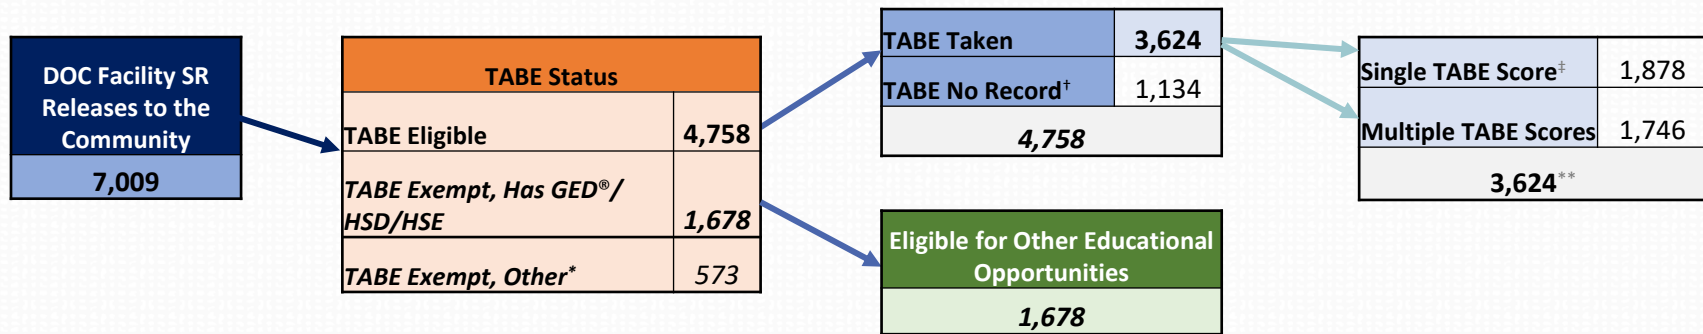 DOC Facility SR
Releases to the
Community
7,009
TABE Status
TABE Eligible 4,758
TABE Exempt, Has GED®/
HSD/HSE 1,678
TABE Exempt, Other* 573
TABE Taken 3,624
TABE No Record† 1,134
4,758
Eligible for Other Educational
Opportunities
1,678
Single TABE Score‡ 1,878
Multiple TABE Scores 1,746
3,624**